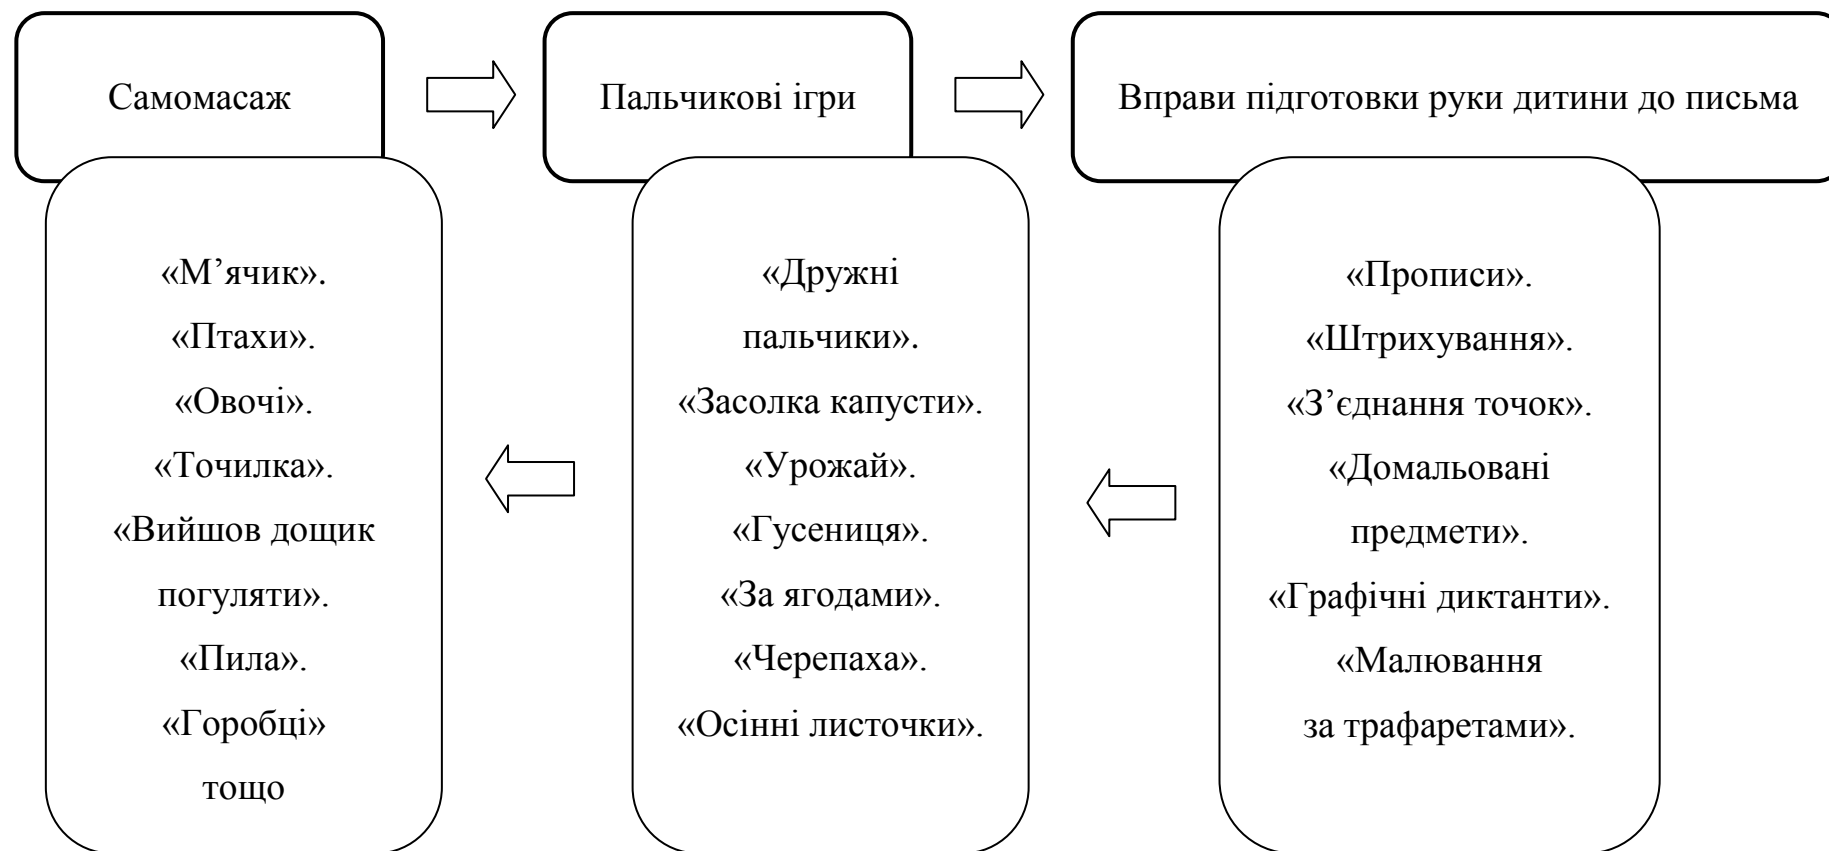 Самомасаж
Пальчикові ігри
Вправи підготовки руки дитини до письма
«М’ячик».
«Птахи».
«Овочі».
«Точилка».
«Вийшов дощик
погуляти».
«Пила».
«Горобці»
тощо
«Дружні
пальчики».
«Засолка капусти».
«Урожай».
«Гусениця».
«За ягодами».
«Черепаха».
«Осінні листочки».
«Прописи».
«Штрихування».
«З’єднання точок».
«Домальовані
предмети».
«Графічні диктанти».
«Малювання
за трафаретами».